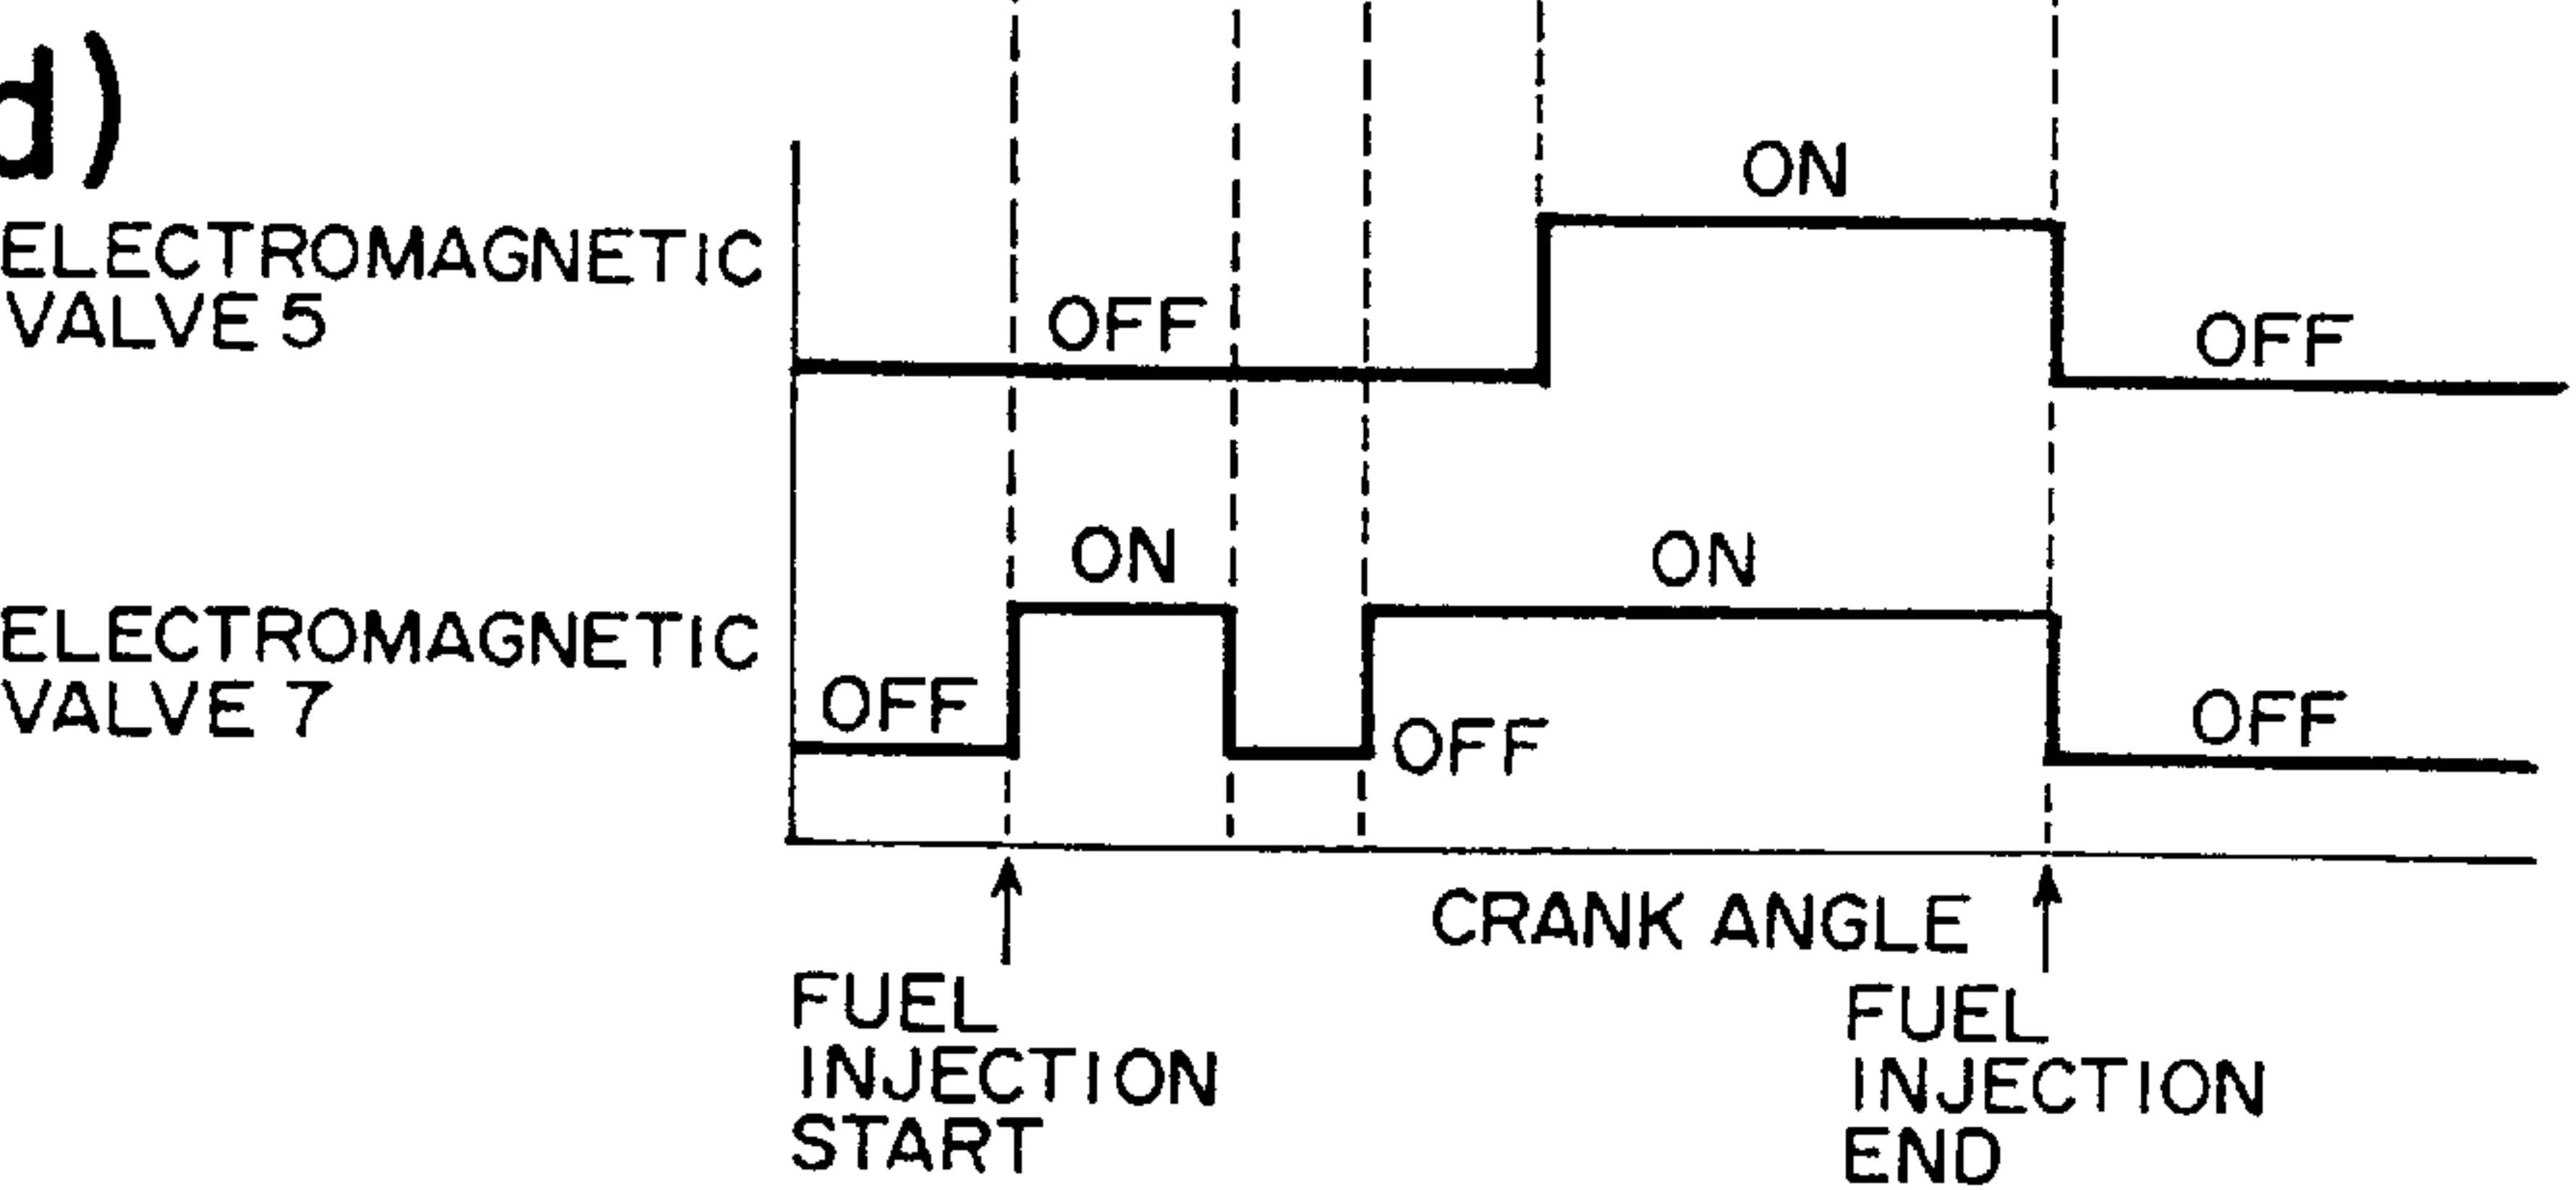 d)
ON
ELECTROMAGNETIC
VALVE 5
OFF
OFF
ON
ON
ELECTROMAGNETIC
VALVE 7
OFF
OFF
OFF
CRANK ANGLE
FUEL
INJECTION
START
FUEL
INJECTION
END